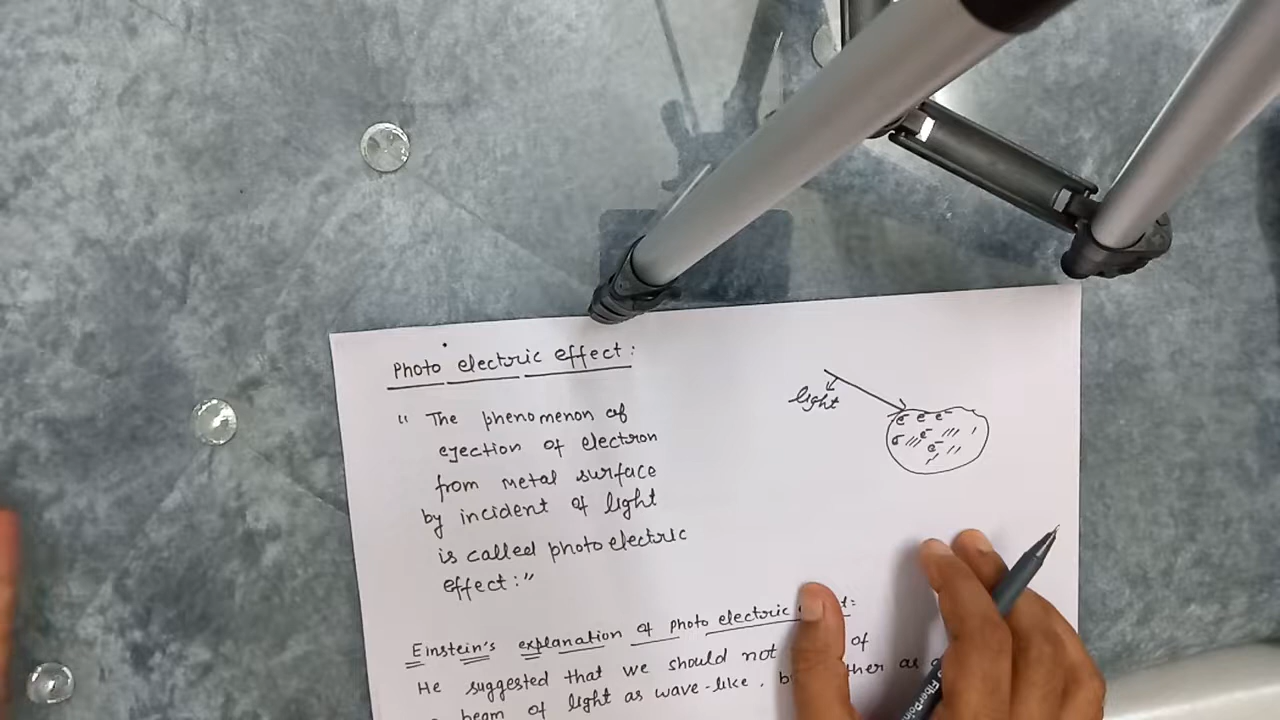 Photo electric effect:
" The phenomenon of
ejection of electron
from metal surface
by incident of light
is called photoelectric
effect:"
light
e⁻ e⁻ e⁻
e⁻ e⁻
e⁻
Einstein's explanation of photo electric
He suggested that we should not of
beam of light as wave-like. as